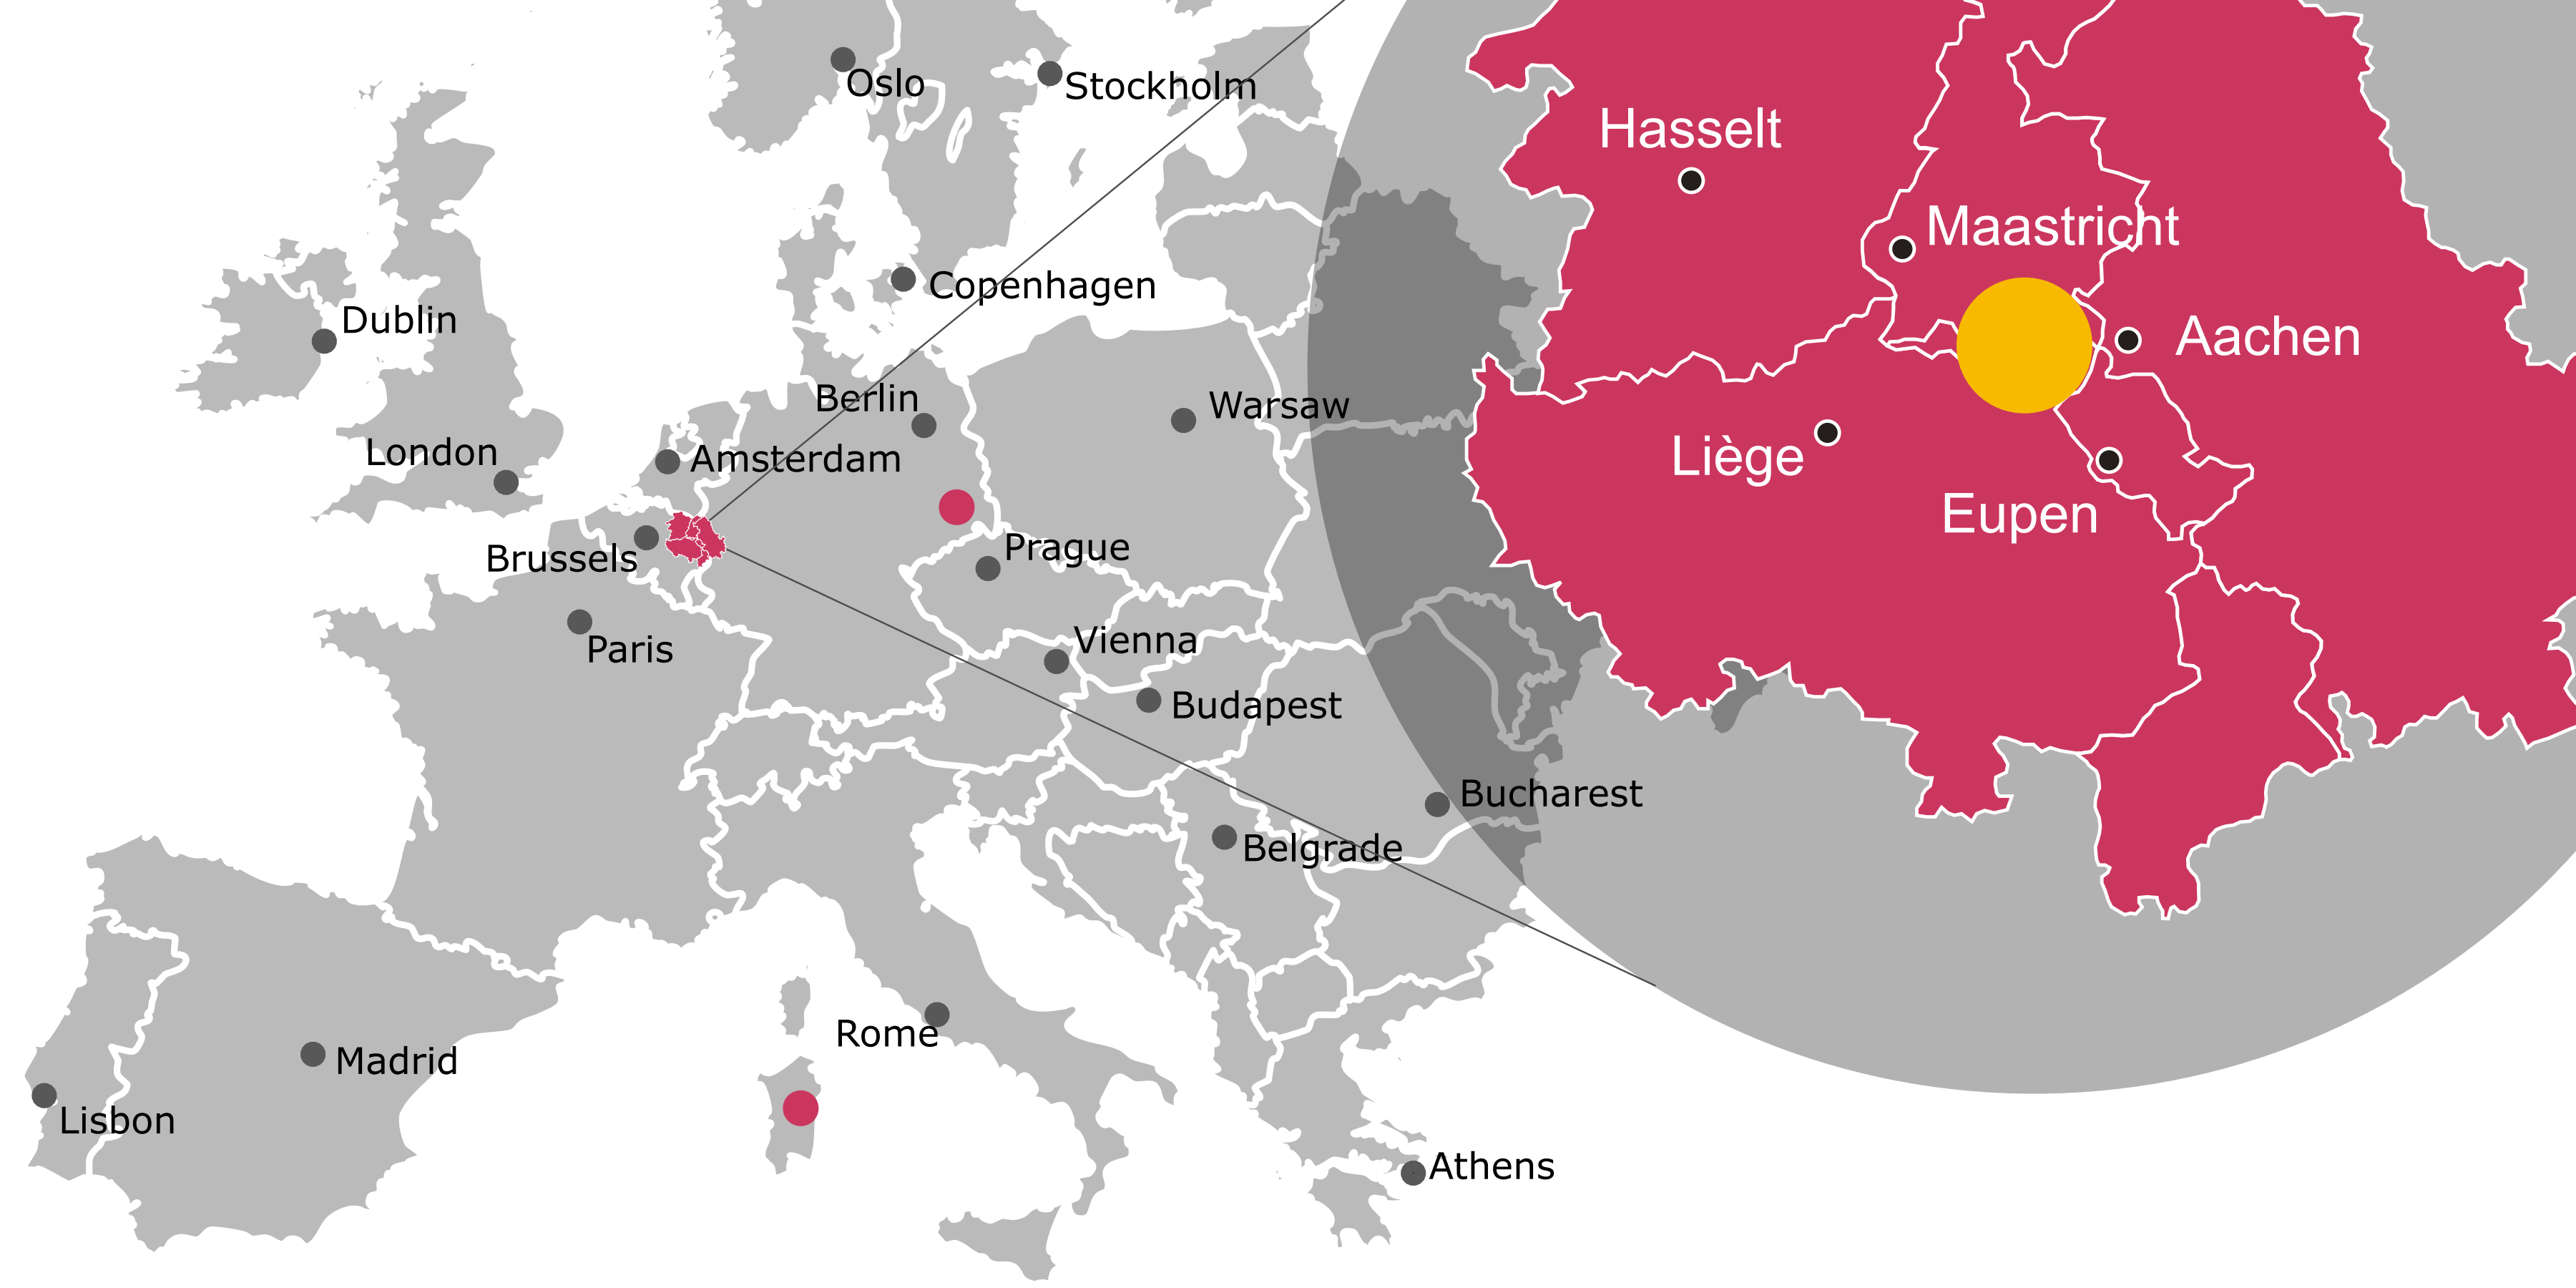 Oslo
Stockholm
Hasselt
Maastricht
Copenhagen
Dublin
Aachen
Berlin
Warsaw
London
Amsterdam
Liège
Eupen
Brussels
Prague
Paris
Vienna
Budapest
Bucharest
Belgrade
Rome
Madrid
Lisbon
Athens